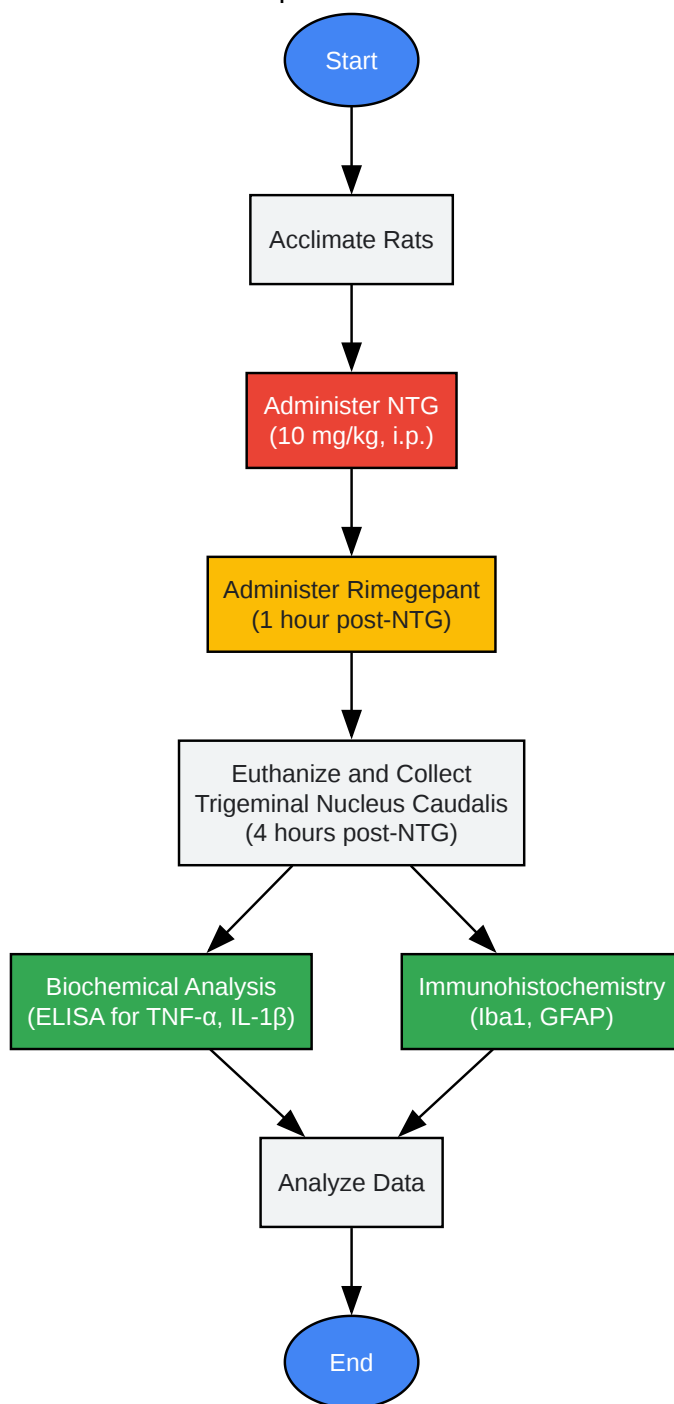 Start
Acclimate Rats
Administer NTG
(10 mg/kg, i.p.)
Administer Rimegepant
(1 hour post-NTG)
Euthanize and Collect
Trigeminal Nucleus Caudalis
(4 hours post-NTG)
Biochemical Analysis
(ELISA for TNF-α, IL-1β)
Immunohistochemistry
(Iba1, GFAP)
Analyze Data
End